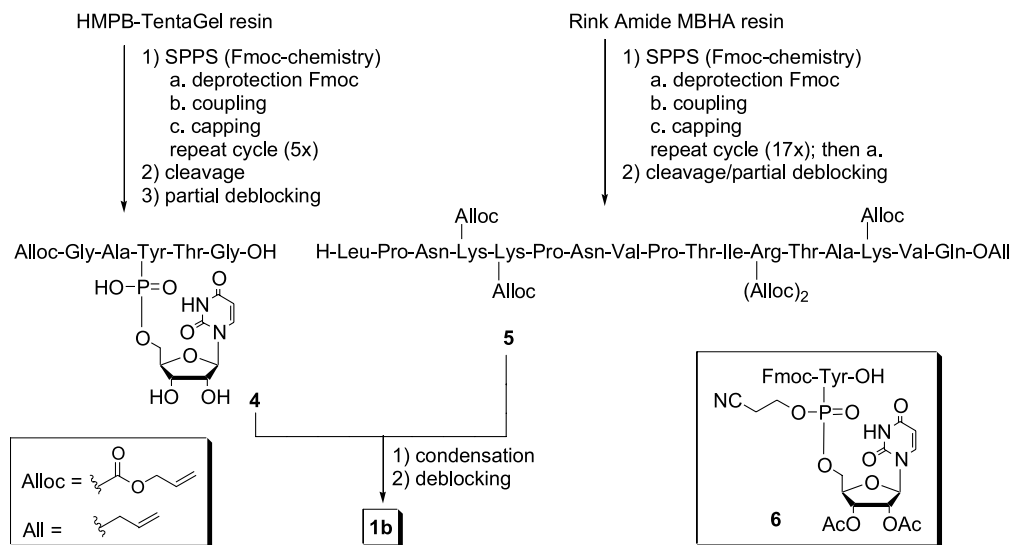 HMPB-TentaGel resin
1) SPPS (Fmoc-chemistry)
a. deprotection Fmoc
b. coupling
c. capping
repeat cycle (5x)
2) cleavage
3) partial deblocking
Rink Amide MBHA resin
1) SPPS (Fmoc-chemistry)
a. deprotection Fmoc
b. coupling
c. capping
repeat cycle (17x); then a.
2) cleavage/partial deblocking
Alloc-Gly-Ala-Tyr-Thr-Gly-OH
HO-P=O
O
O
HN
O
N
O
HO OH
4
Alloc Alloc
H-Leu-Pro-Asn-Lys-Lys-Pro-Asn-Val-Pro-Thr-Ile-Arg-Thr-Ala-Lys-Val-Gln-OAll
Alloc (Alloc)2
5
1) condensation
2) deblocking
1b
Alloc =
O
O
All =
Fmoc-Tyr-OH
NC
O-P=O
O
O
HN
O
N
O
AcO OAc
6